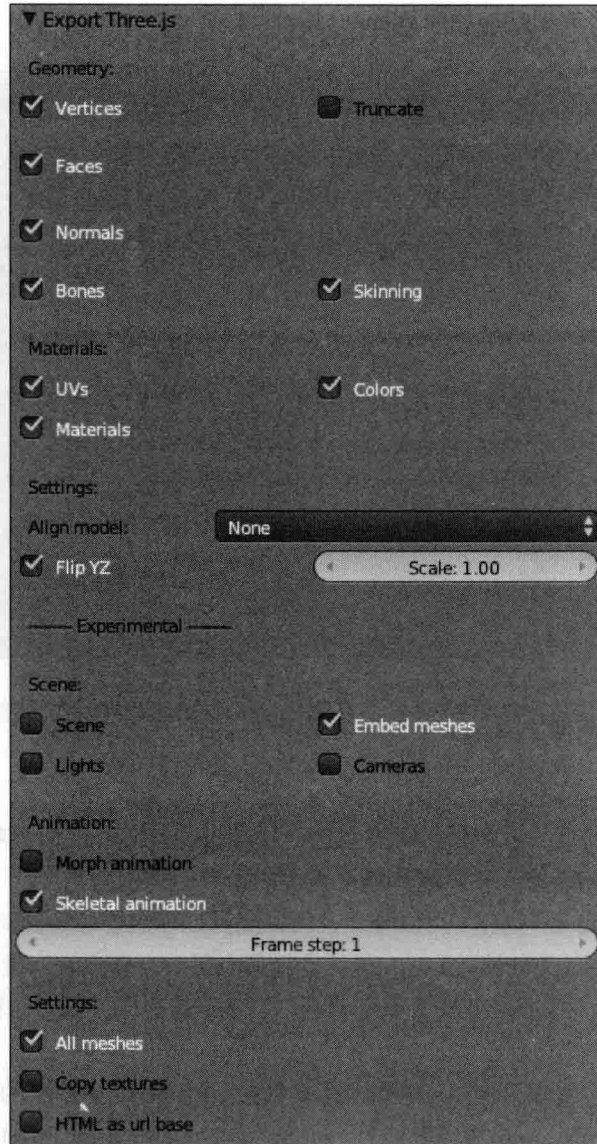 ▼ Export Three.js
Geometry:
Vertices Truncate
Faces
Normals
Bones Skinning
Materials:
UVs Colors
Materials
Settings:
Align model: None
Flip YZ Scale: 1.00
Experimental
Scene:
Scene Embed meshes
Lights Cameras
Animation:
Morph animation
Skeletal animation
Frame step: 1
Settings:
All meshes
Copy textures
HTML as url base